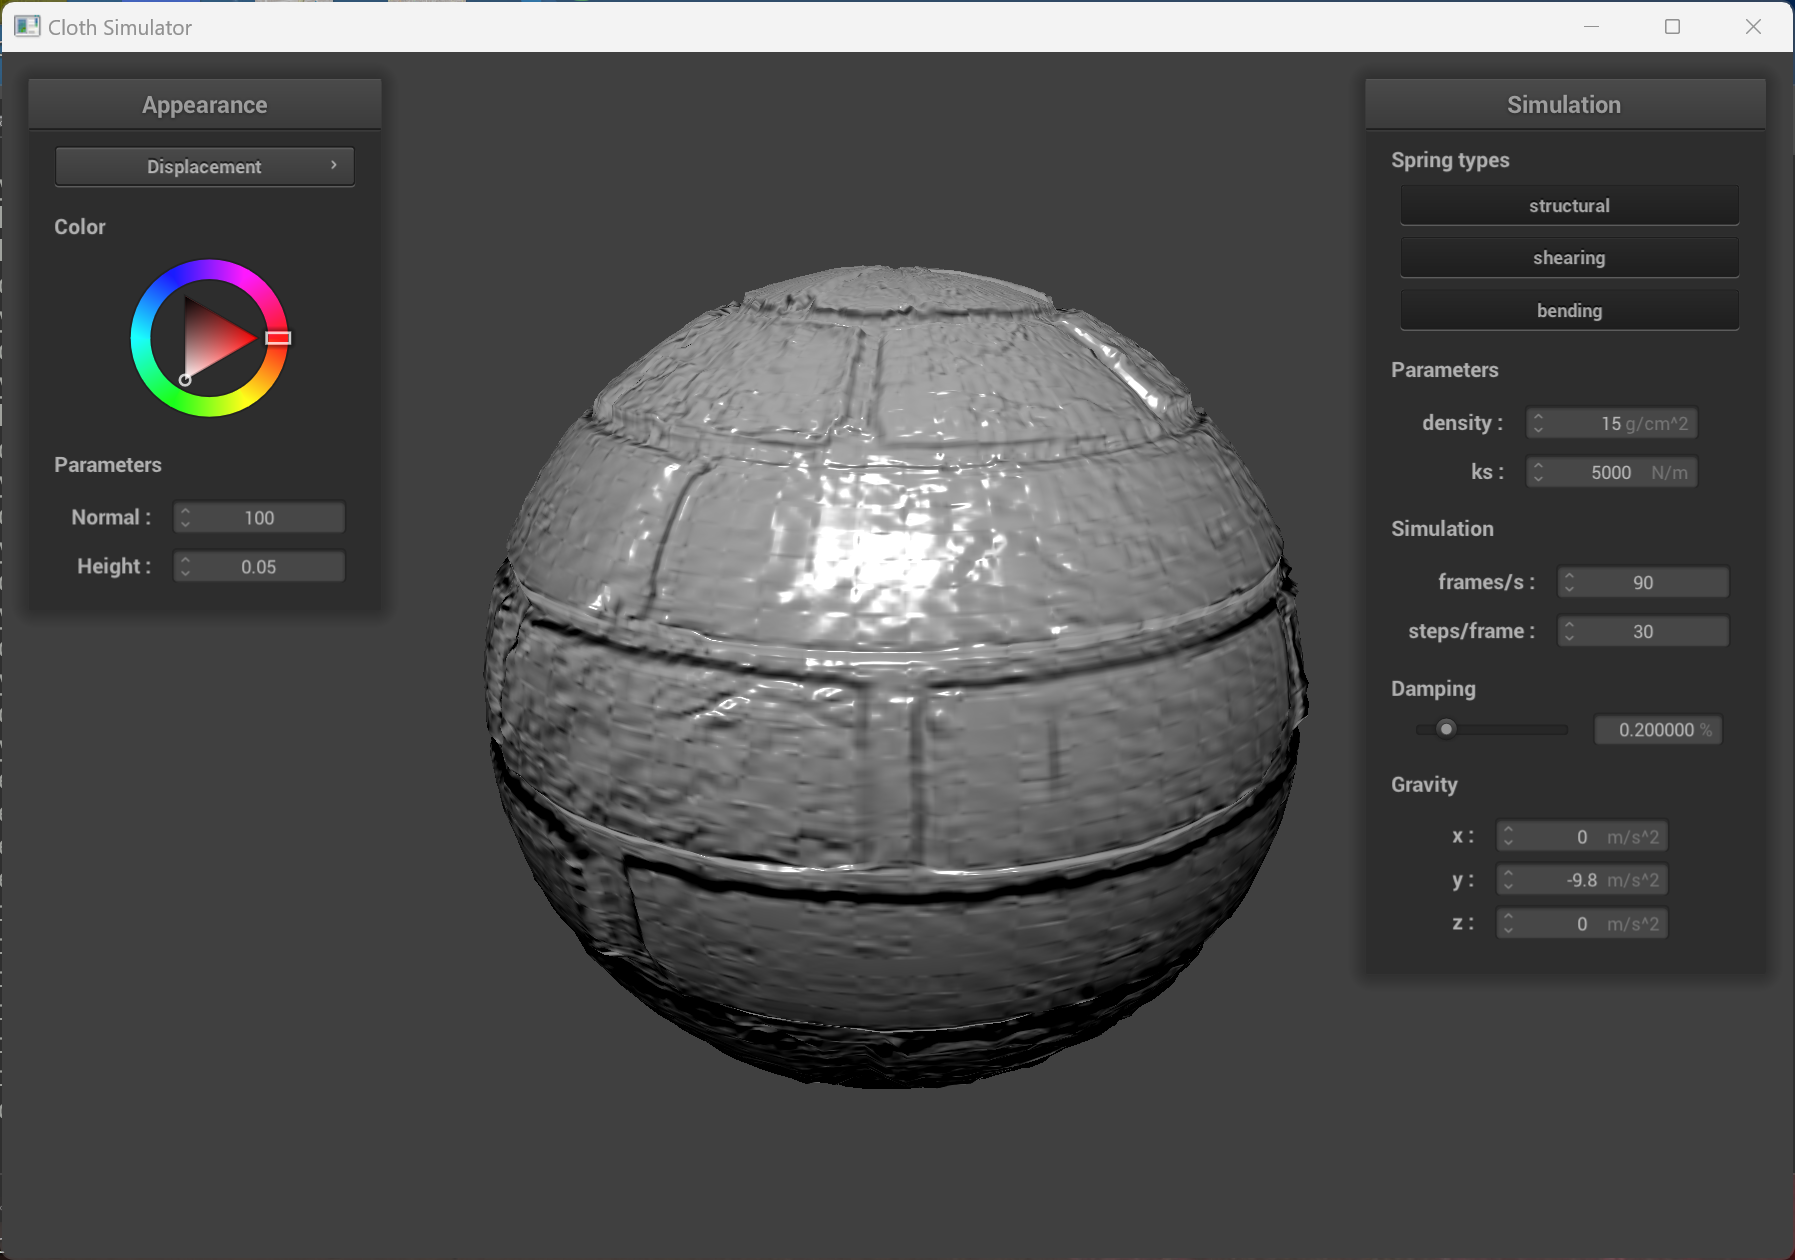 Cloth Simulator
Appearance
Displacement
Color
Parameters
Normal : 100
Height : 0.05
Simulation
Spring types
structural
shearing
bending
Parameters
density : 15 g/cm^2
ks : 5000 N/m
Simulation
frames/s : 90
steps/frame : 30
Damping
0.200000 %
Gravity
x : 0 m/s^2
y : -9.8 m/s^2
z : 0 m/s^2